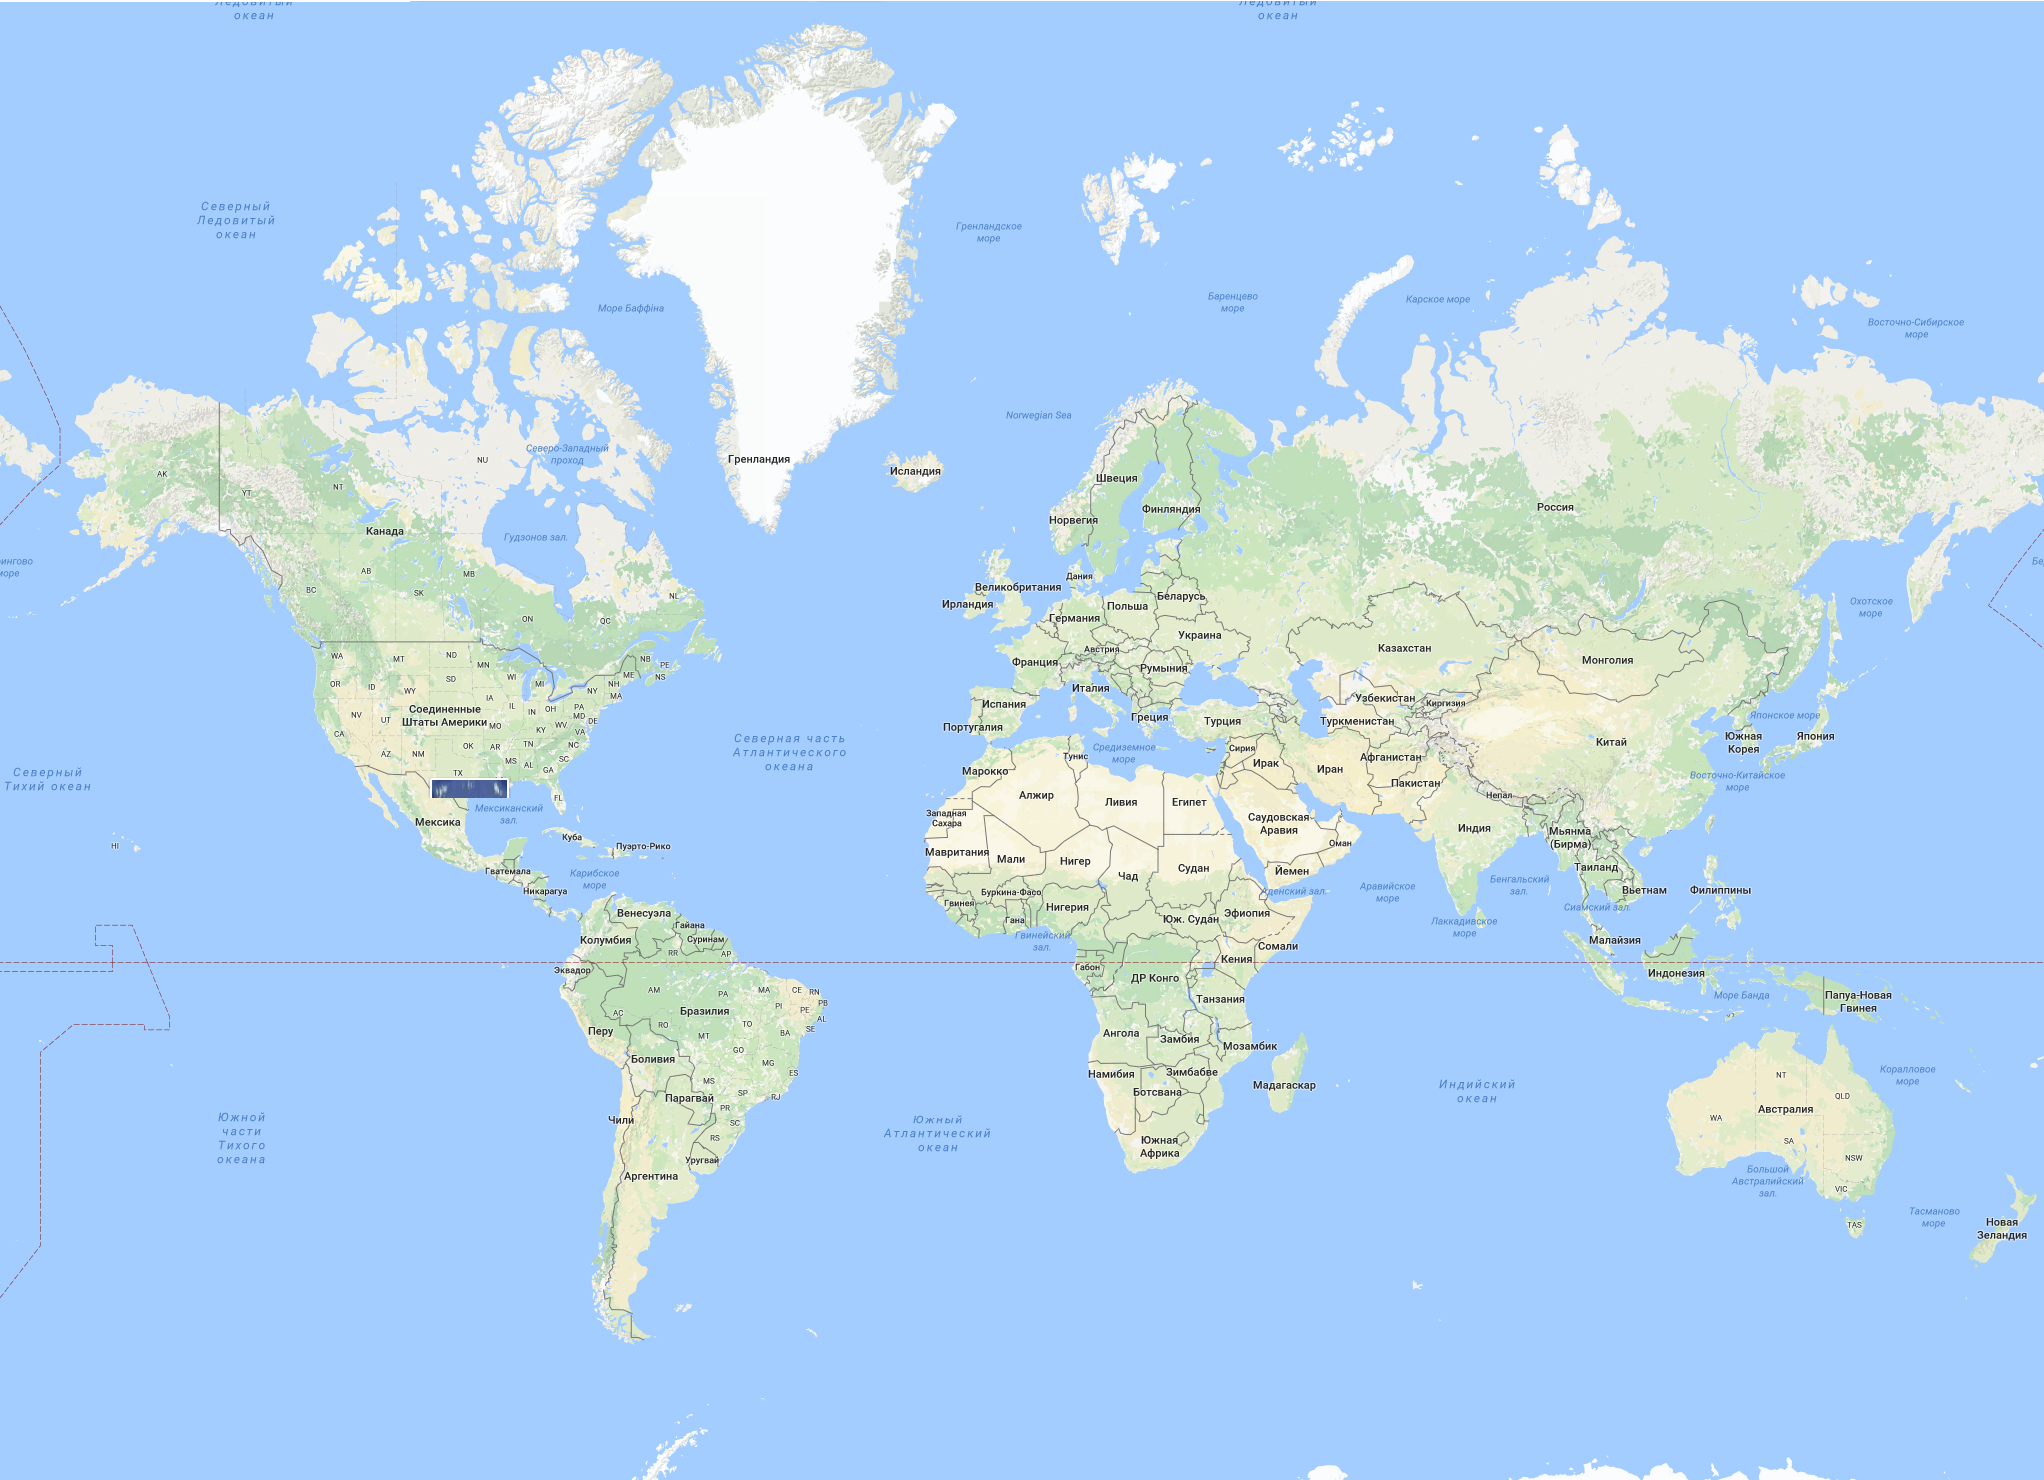 Ледовитый
океан
Ледовитый
океан
Северный
Ледовитый
океан
Гренландское
море
Море Баффіна
Баренцево
море
Карское море
Восточно-Сибирское
море
Norwegian Sea
Северо-Западный
проход
NU
Гренландия
Исландия
AK
YT
NT
Швеция
Финляндия
Норвегия
Россия
Канада
Гудзонов зал.
ингово
море
AB
MB
SK
BC
NL
ON
QC
Дания
Великобритания
Ирландия
Беларусь
Польша
Германия
Украина
Охотское
море
Казахстан
Монголия
Австрия
Франция
Румыния
Италия
Испания
Португалия
Греция
Турция
Узбекистан
Киргизия
Туркменистан
WA
MT
ND
MN
NB
PE
NS
ME
OR
ID
WY
SD
WI
MI
NY
NH
MA
IA
IL
IN
OH
PA
MD
DE
NV
UT
Соединенные
Штаты Америки
MO
KY
WV
VA
CA
AZ
NM
OK
AR
TN
NC
MS
AL
SC
GA
TX
FL
Северная часть
Атлантического
океана
Северный
Тихий океан
Средиземное
море
Тунис
Сирия
Ирак
Иран
Афганистан
Пакистан
Китай
Южная
Корея
Япония
Японское море
Восточно-Китайское
море
Непал
Марокко
Алжир
Ливия
Египет
Западная
Сахара
Саудовская
Аравия
Оман
Индия
Мьянма
(Бирма)
Мексиканский
зал.
Мексика
Куба
Пуэрто-Рико
HI
Мавритания
Мали
Нигер
Чад
Судан
Йемен
Таиланд
Вьетнам
Филиппины
Гватемала
Никарагуа
Карибское
море
Буркина-Фасо
Гвинея
Гана
Нигерия
Гвинейский
зал.
Юж. Судан
Эфиопия
Аденский зал.
Аравийское
море
Лаккадивское
море
Бенгальский
зал.
Сиамский зал.
Малайзия
Индонезия
Венесуэла
Гайана
Колумбия
Суринам
RR
AP
Эквадор
Сомали
Кения
Габон
ДР Конго
Танзания
Море Банда
Папуа-Новая
Гвинея
AM
PA
MA
CE
RN
PB
PI
PE
AL
SE
AC
Бразилия
RO
TO
BA
Перу
MT
GO
Боливия
MG
ES
MS
SP
RJ
Парагвай
PR
SC
Чили
RS
Уругвай
Аргентина
Ангола
Замбия
Мозамбик
Намибия
Зимбабве
Ботсвана
Мадагаскар
Южная
Африка
Южной
части
Тихого
океана
Южный
Атлантический
океан
Индийский
океан
Коралловое
море
NT
QLD
WA
Австралия
SA
NSW
VIC
TAS
Большой
Австралийский
зал.
Тасманово
море
Новая
Зеландия